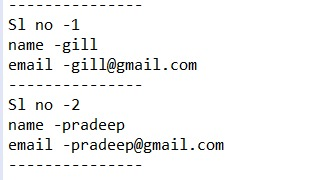 ---------------
Sl no -1
name -gill
email -gill@gmail.com
---------------
Sl no -2
name -pradeep
email -pradeep@gmail.com
---------------